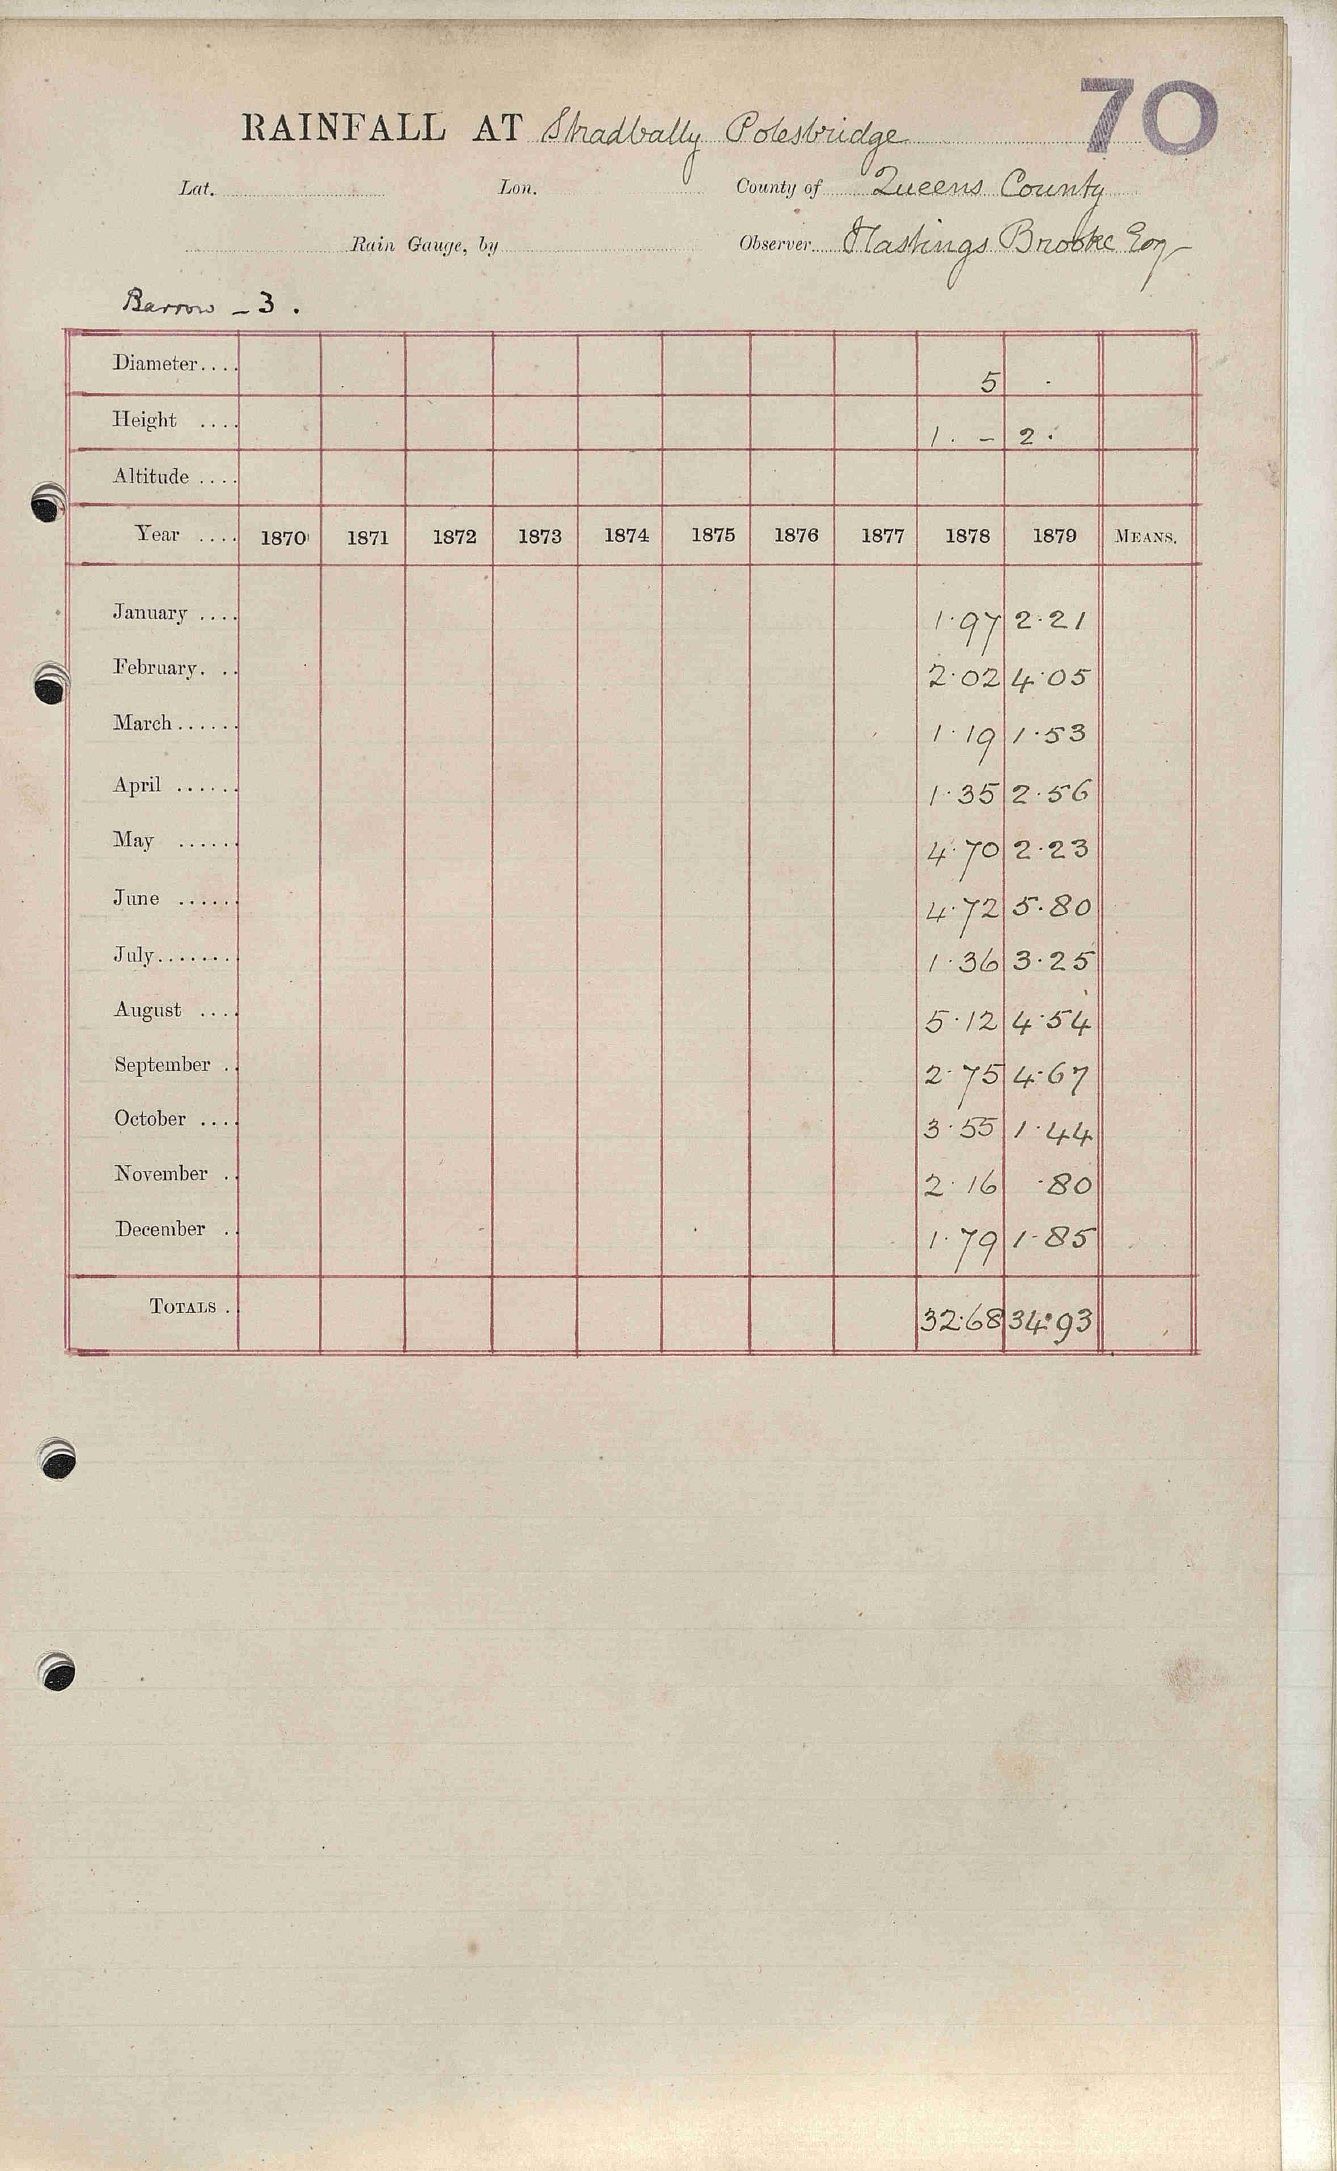 70
RAINFALL AT Stradbally Polesbridge
Lat. Lon. County of Queens County
Rain Gauge, by Observer Hastings Brooke Esq
Barrow – 3 .
Diameter.... 5
Height .... 1 . – 2 .
Altitude ....
Year .... 1870 1871 1872 1873 1874 1875 1876 1877 1878 1879 MEANS.
January .... 1·97 2·21
February. .. 2·02 4·05
March...... 1·19 1·53
April ...... 1·35 2·56
May ...... 4·70 2·23
June ...... 4·72 5·80
July........ 1·36 3·25
August .... 5·12 4·54
September .. 2·75 4·67
October .... 3·55 1·44
November .. 2·16 ·80
December .. 1·79 1·85
TOTALS .. 32·68 34·93